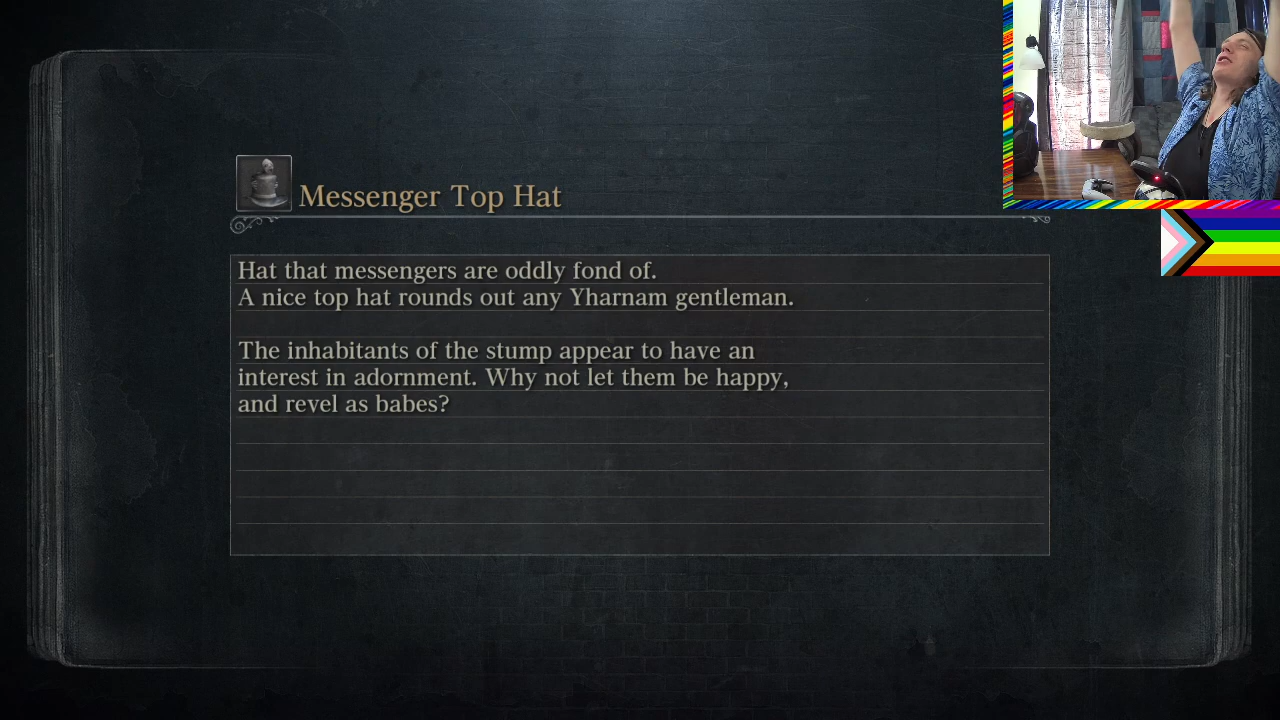 Messenger Top Hat
Hat that messengers are oddly fond of.
A nice top hat rounds out any Yharnam gentleman.
The inhabitants of the stump appear to have an
interest in adornment. Why not let them be happy,
and revel as babes?